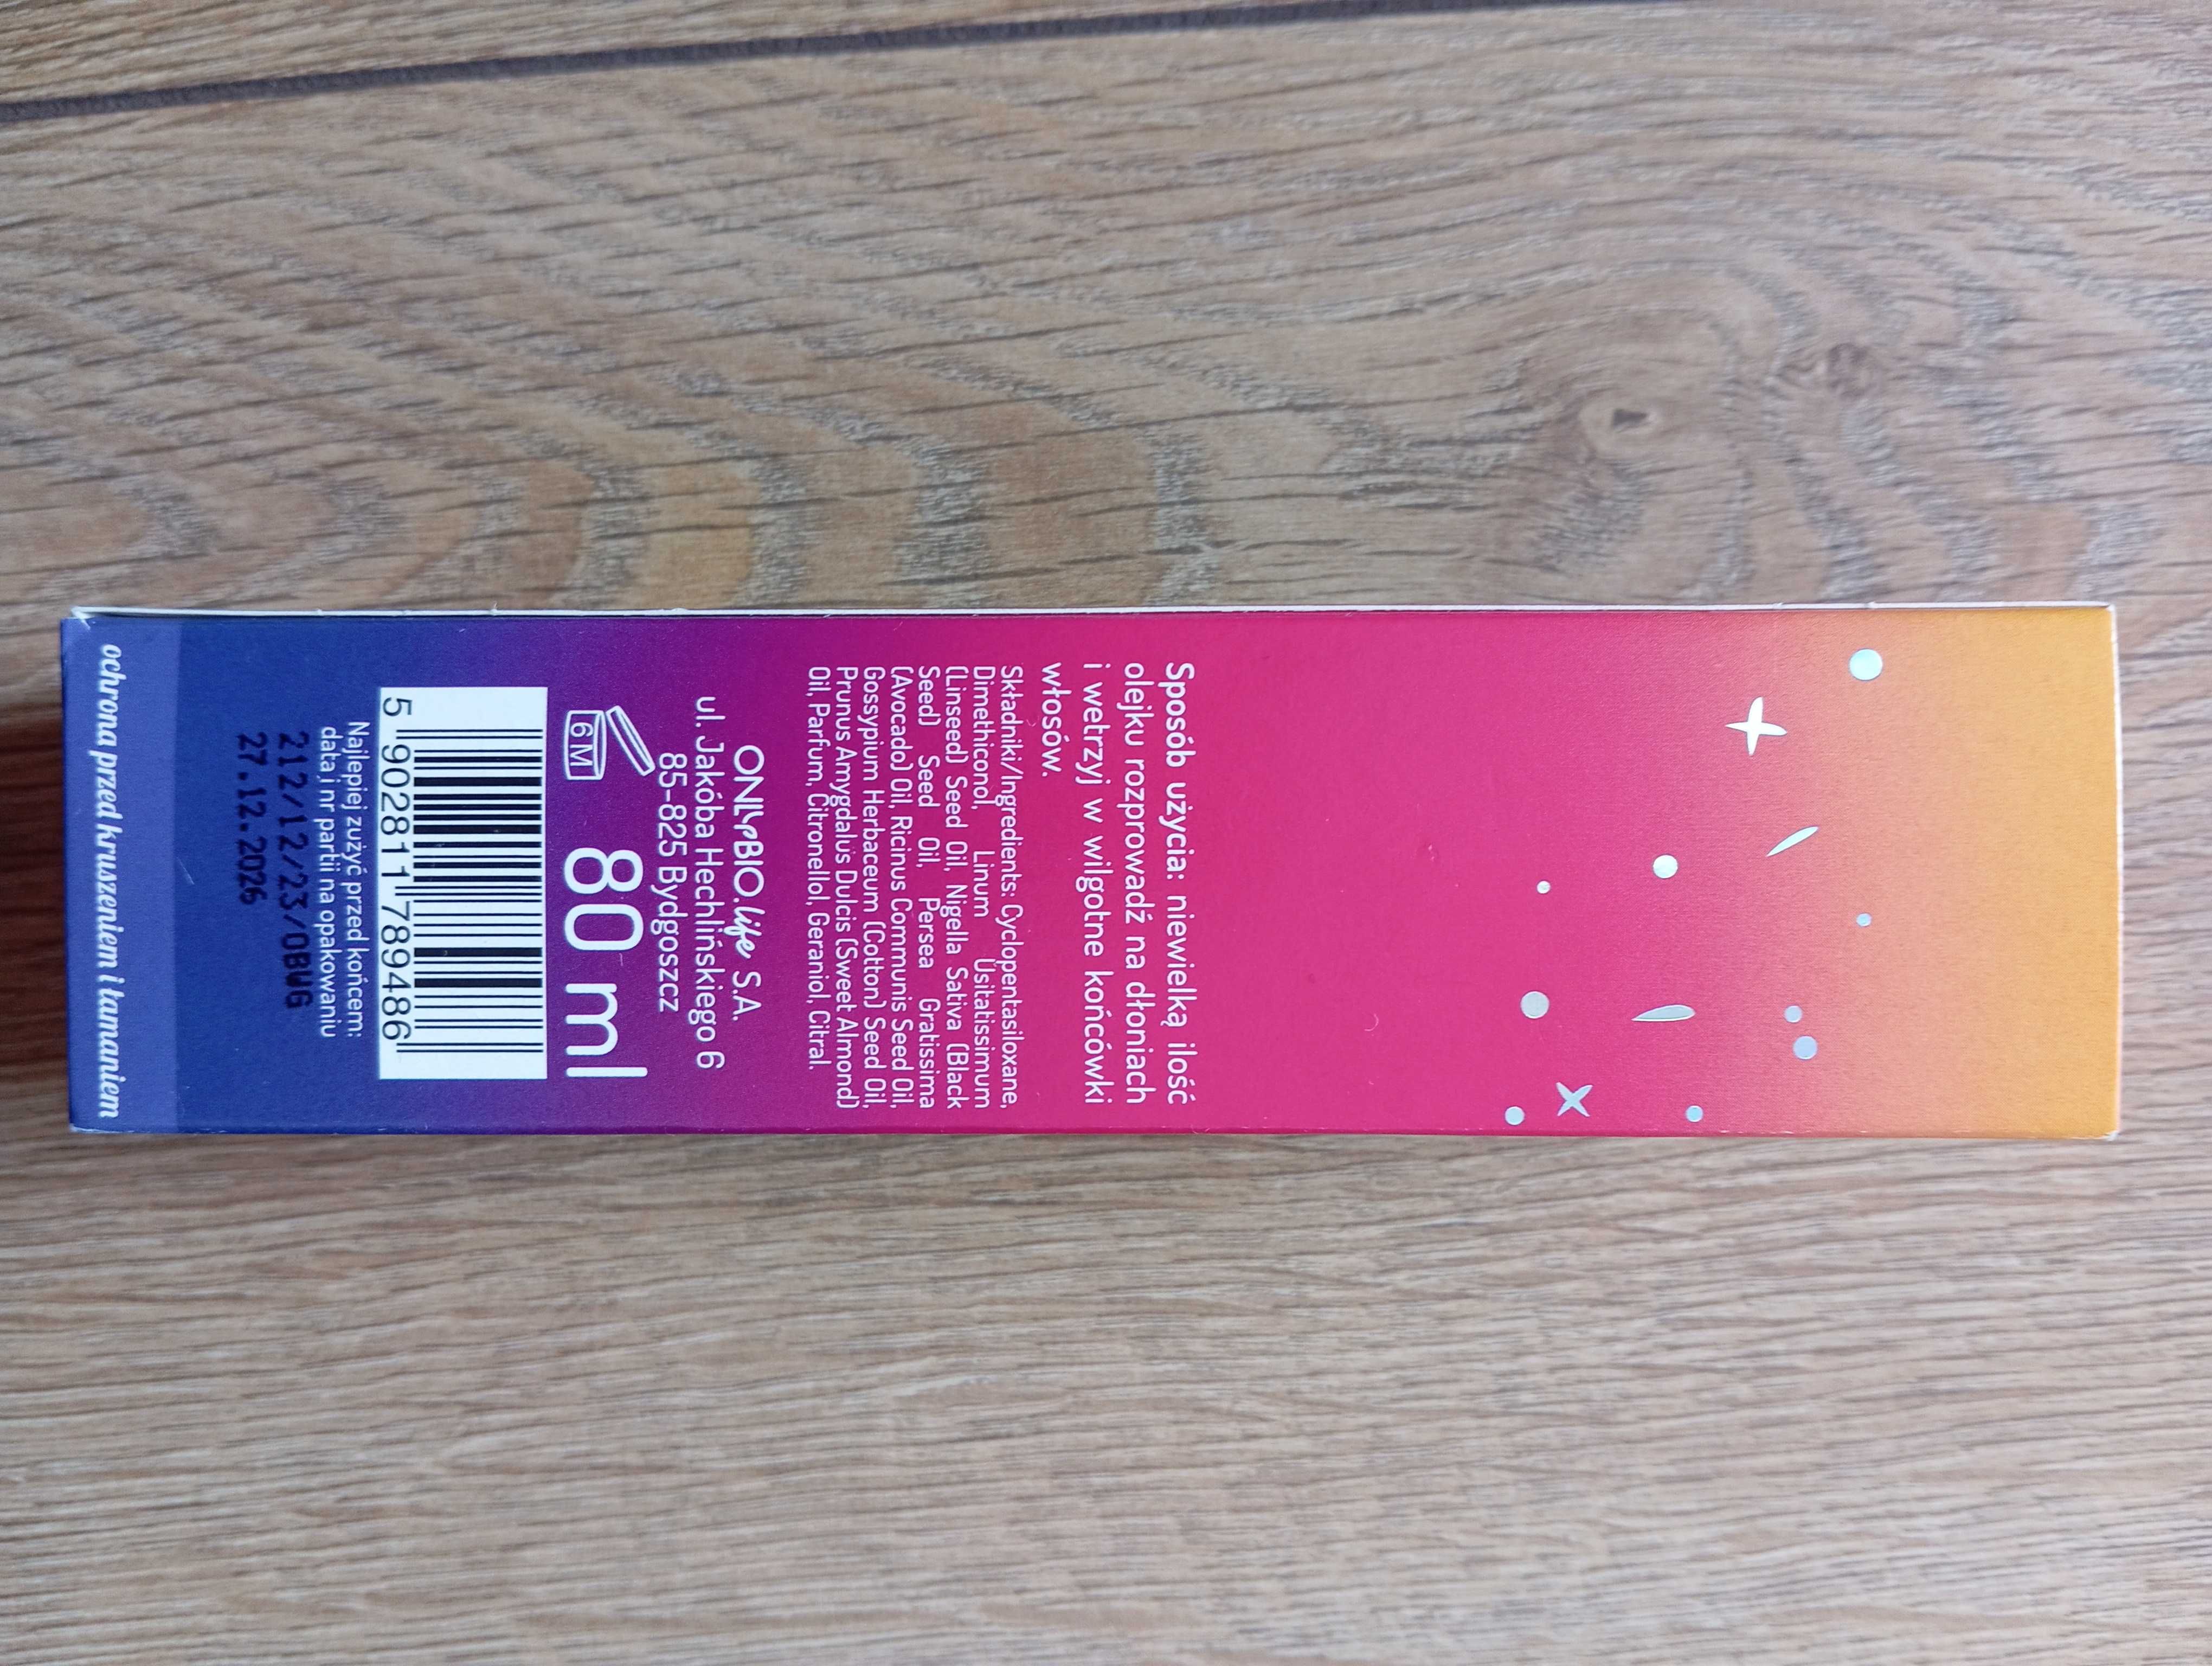 Sposób użycia: niewielką ilość
olejku rozprowadź na dłoniach
i wetrzyj w wilgotne końcówki
włosów.
Składniki/Ingredients: Cyclopentasiloxane,
Dimethiconol, Linum Usitatissimum
(Linseed) Seed Oil, Nigella Sativa (Black
Seed) Seed Oil, Persea Gratissima
(Avocado) Oil, Ricinus Communis Seed Oil,
Gossypium Herbaceum (Cotton) Seed Oil,
Prunus Amygdalus Dulcis (Sweet Almond)
Oil, Parfum, Citronellol, Geraniol, Citral.
ONLYBIO.life S.A.
ul. Jakóba Hechlińskiego 6
85-825 Bydgoszcz
6 M
80 ml
5 902811 789486
Najlepiej zużyć przed końcem:
data i nr partii na opakowaniu
212/12/23/OBWG
27.12.2026
ochrona przed kruszeniem i łamaniem